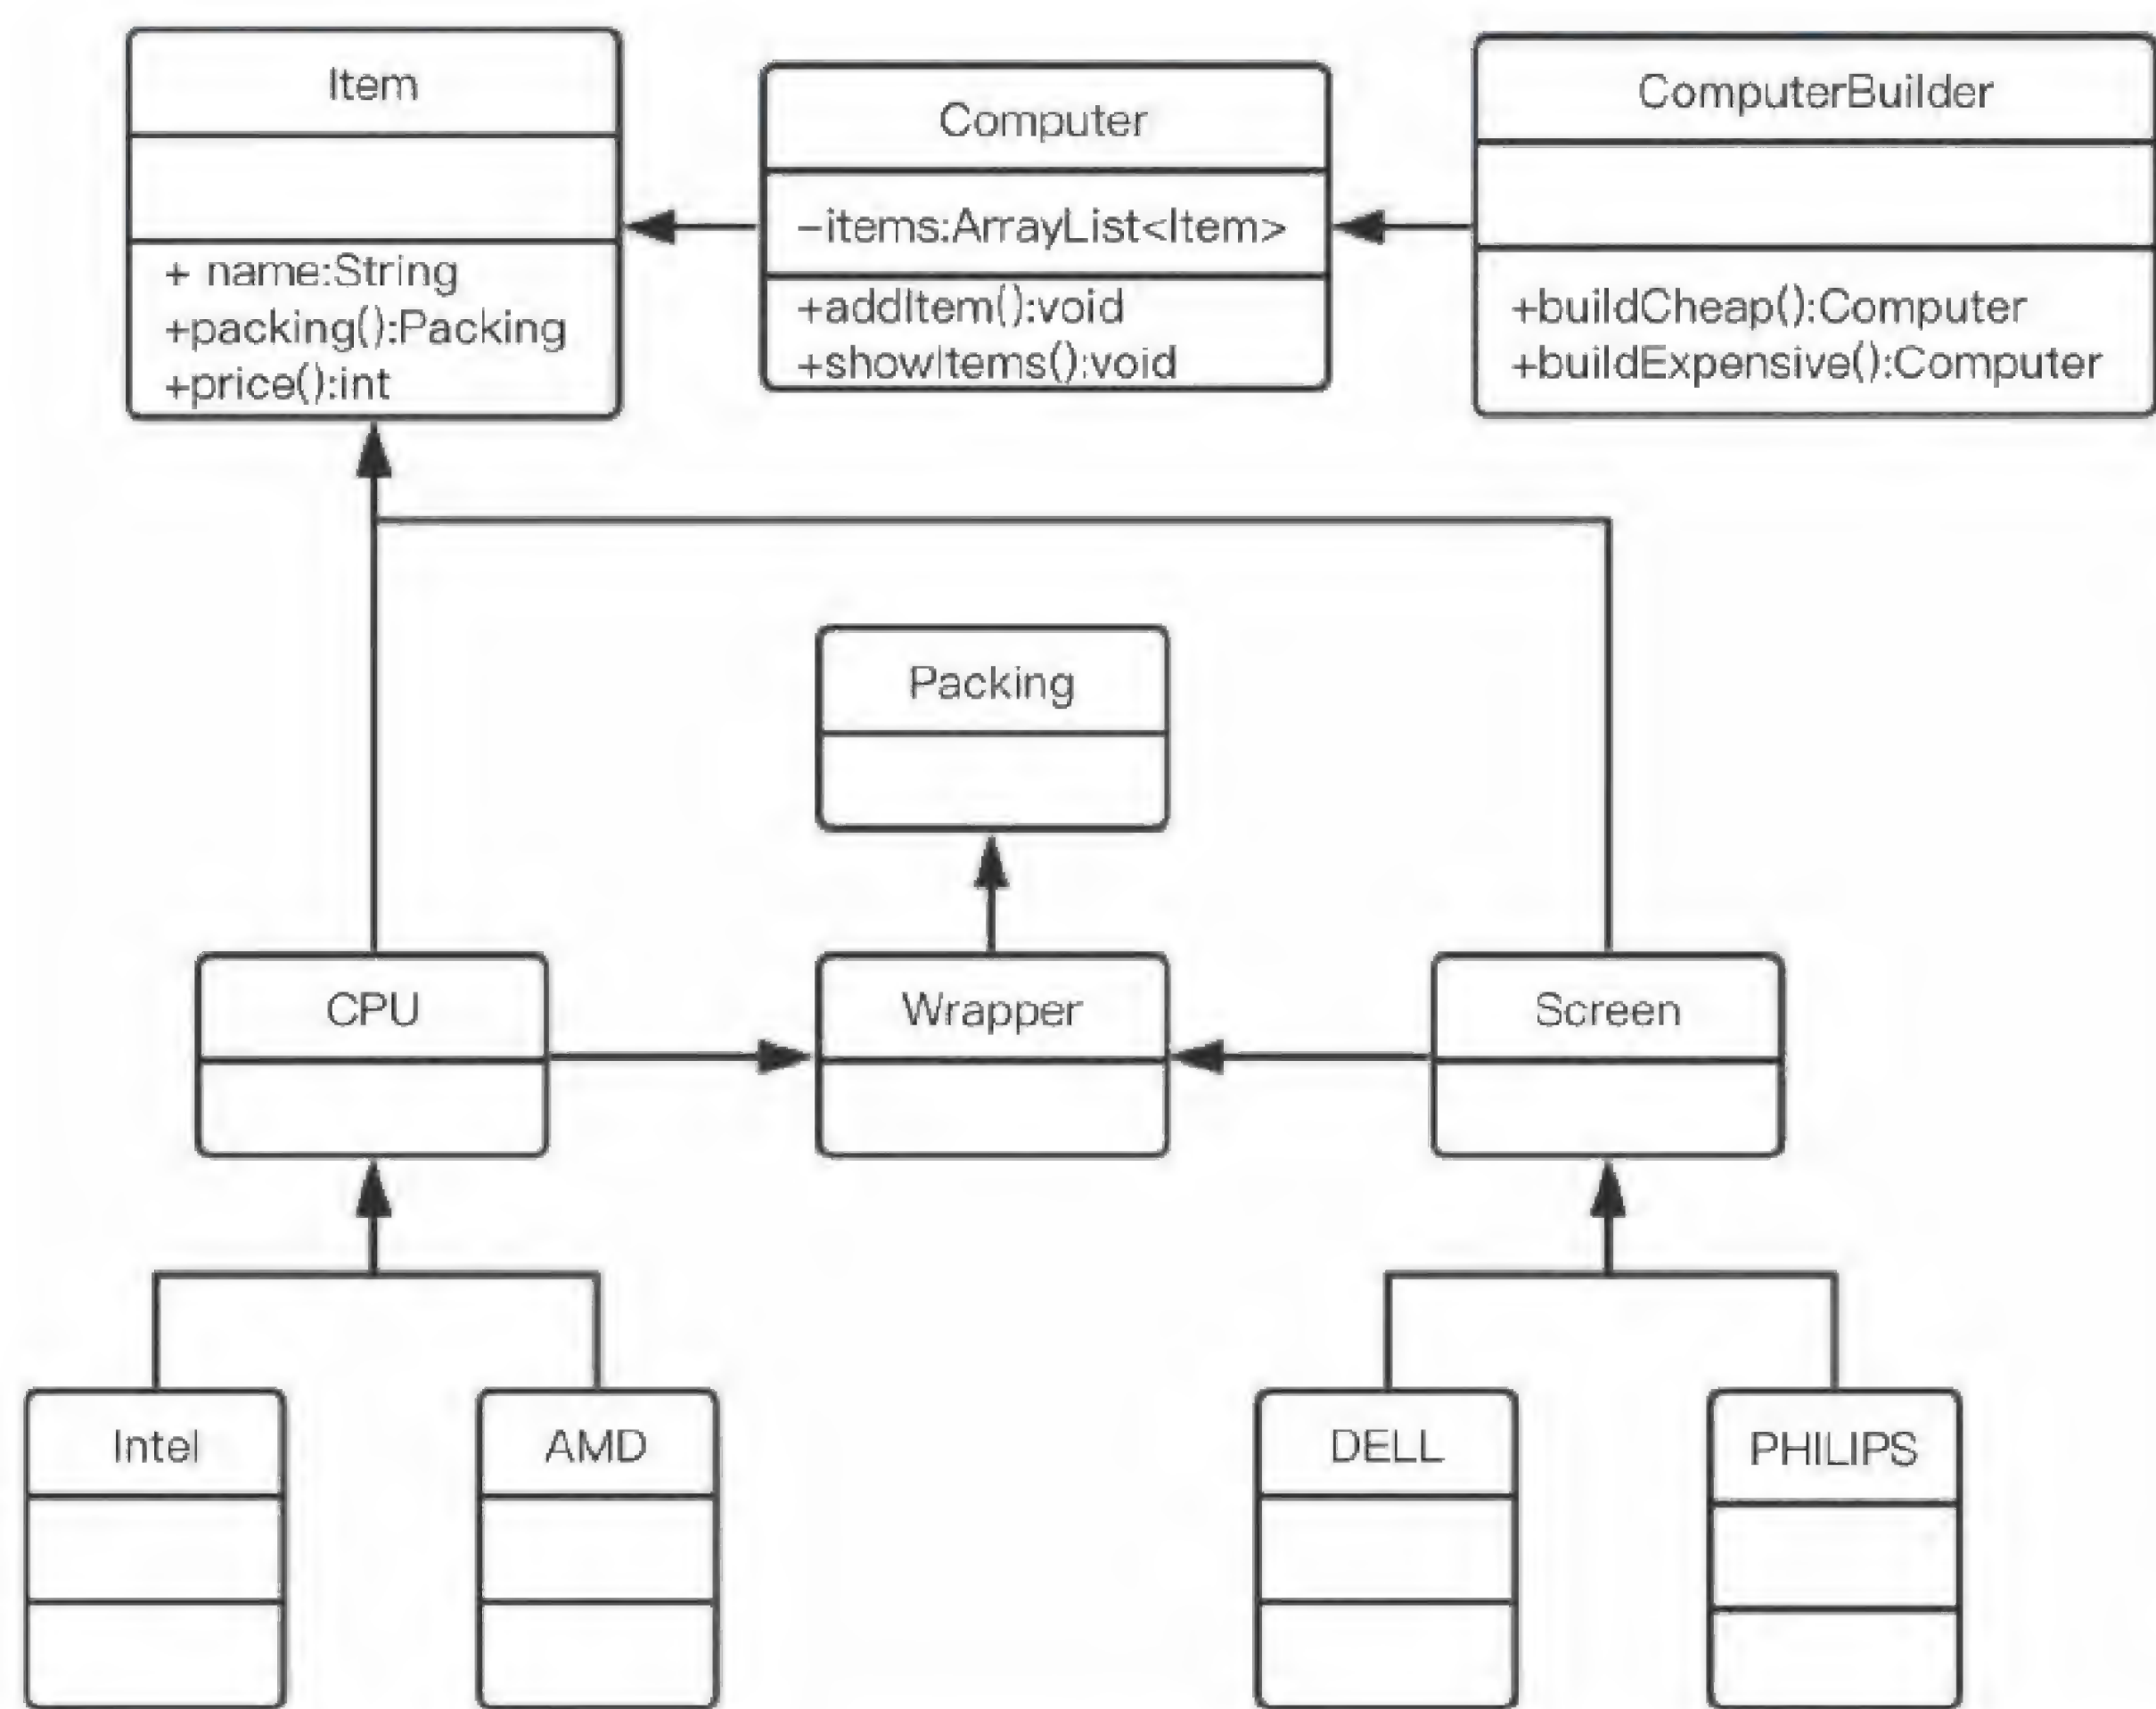 Item
+ name:String
+packing():Packing
+price():int
Computer
-items:ArrayList<Item>
+addItem():void
+showItems():void
ComputerBuilder
+buildCheap():Computer
+buildExpensive():Computer
Packing
CPU
Wrapper
Screen
Intel
AMD
DELL
PHILIPS